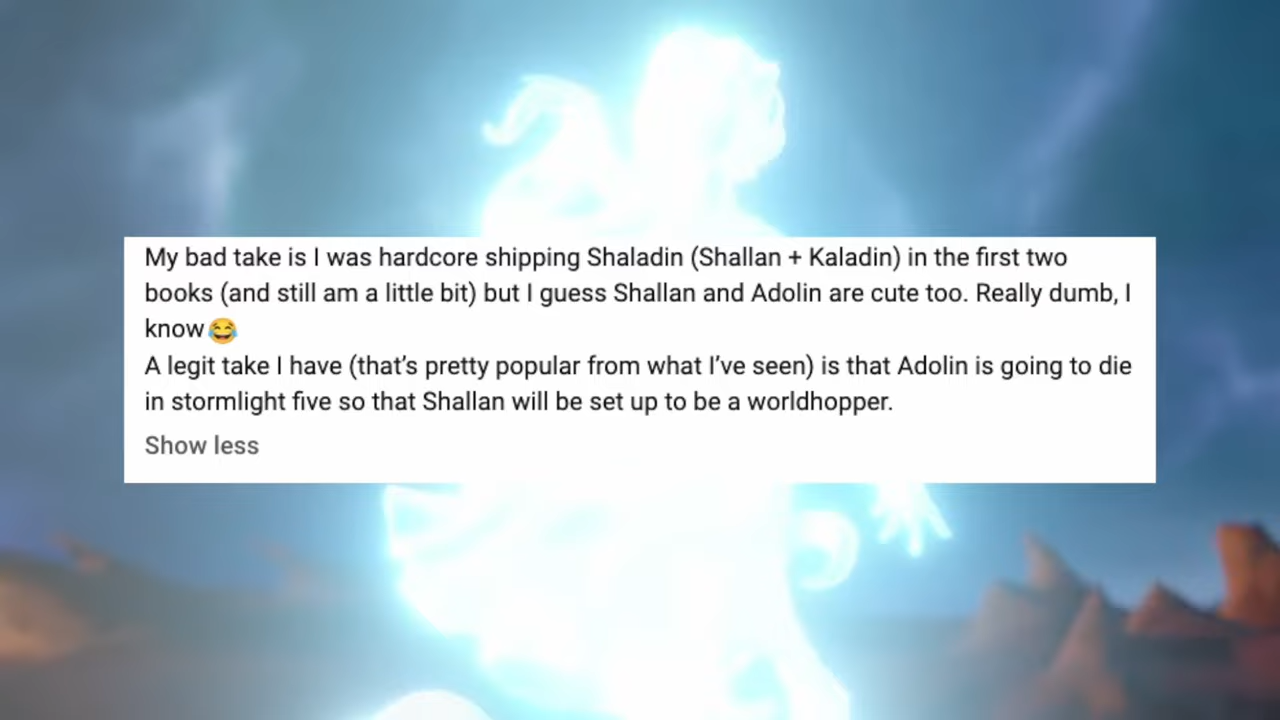 My bad take is I was hardcore shipping Shaladin (Shallan + Kaladin) in the first two
books (and still am a little bit) but I guess Shallan and Adolin are cute too. Really dumb, I
know😂
A legit take I have (that’s pretty popular from what I’ve seen) is that Adolin is going to die
in stormlight five so that Shallan will be set up to be a worldhopper.
Show less